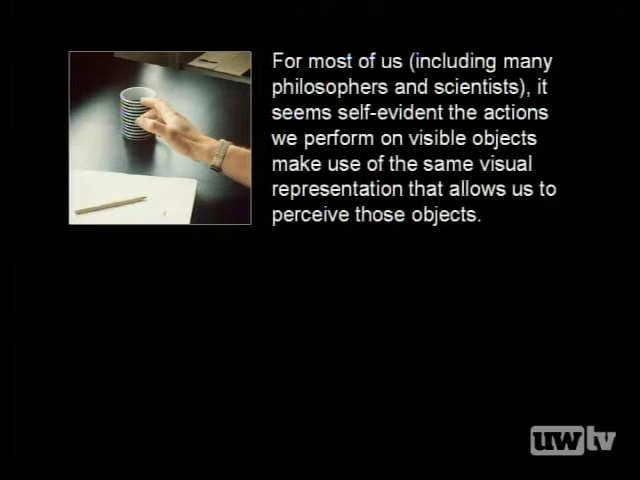 For most of us (including many
philosophers and scientists), it
seems self-evident the actions
we perform on visible objects
make use of the same visual
representation that allows us to
perceive those objects.
uwtv